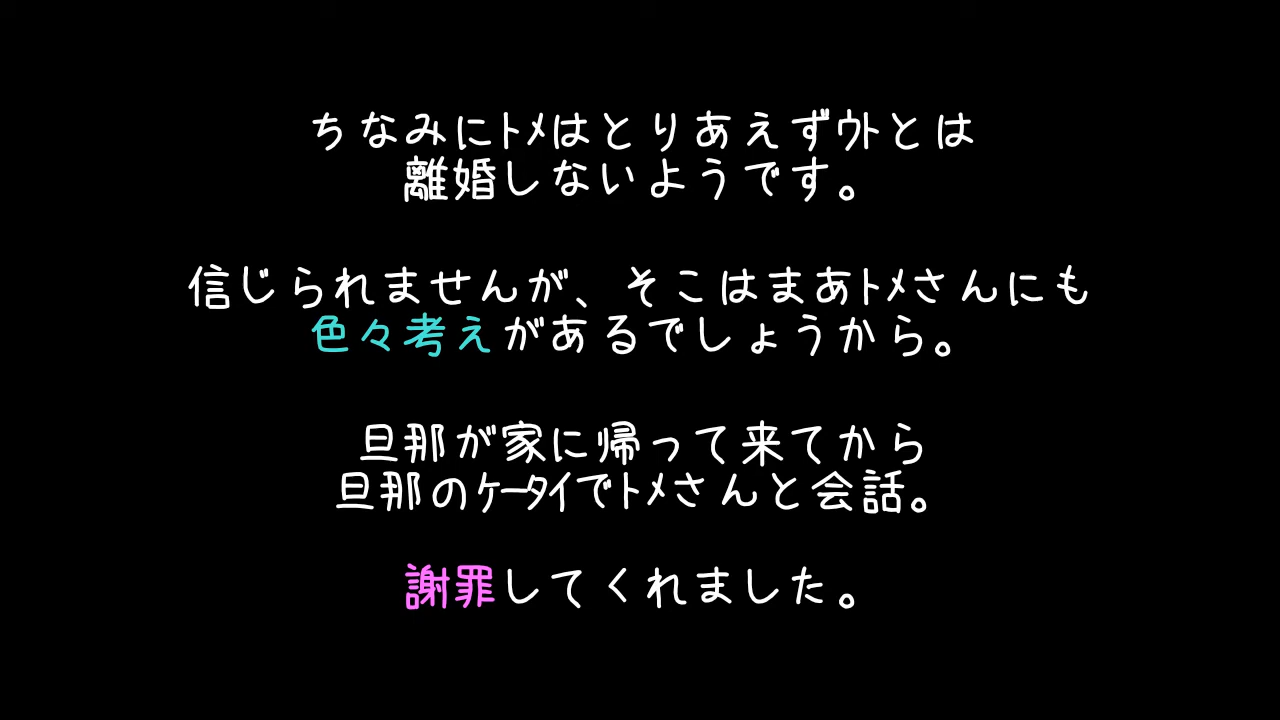 ちなみにﾄﾒはとりあえずｳﾄとは
離婚しないようです。
信じられませんが、そこはまあﾄﾒさんにも
色々考えがあるでしょうから。
旦那が家に帰って来てから
旦那のｹｰﾀｲでﾄﾒさんと会話。
謝罪してくれました。